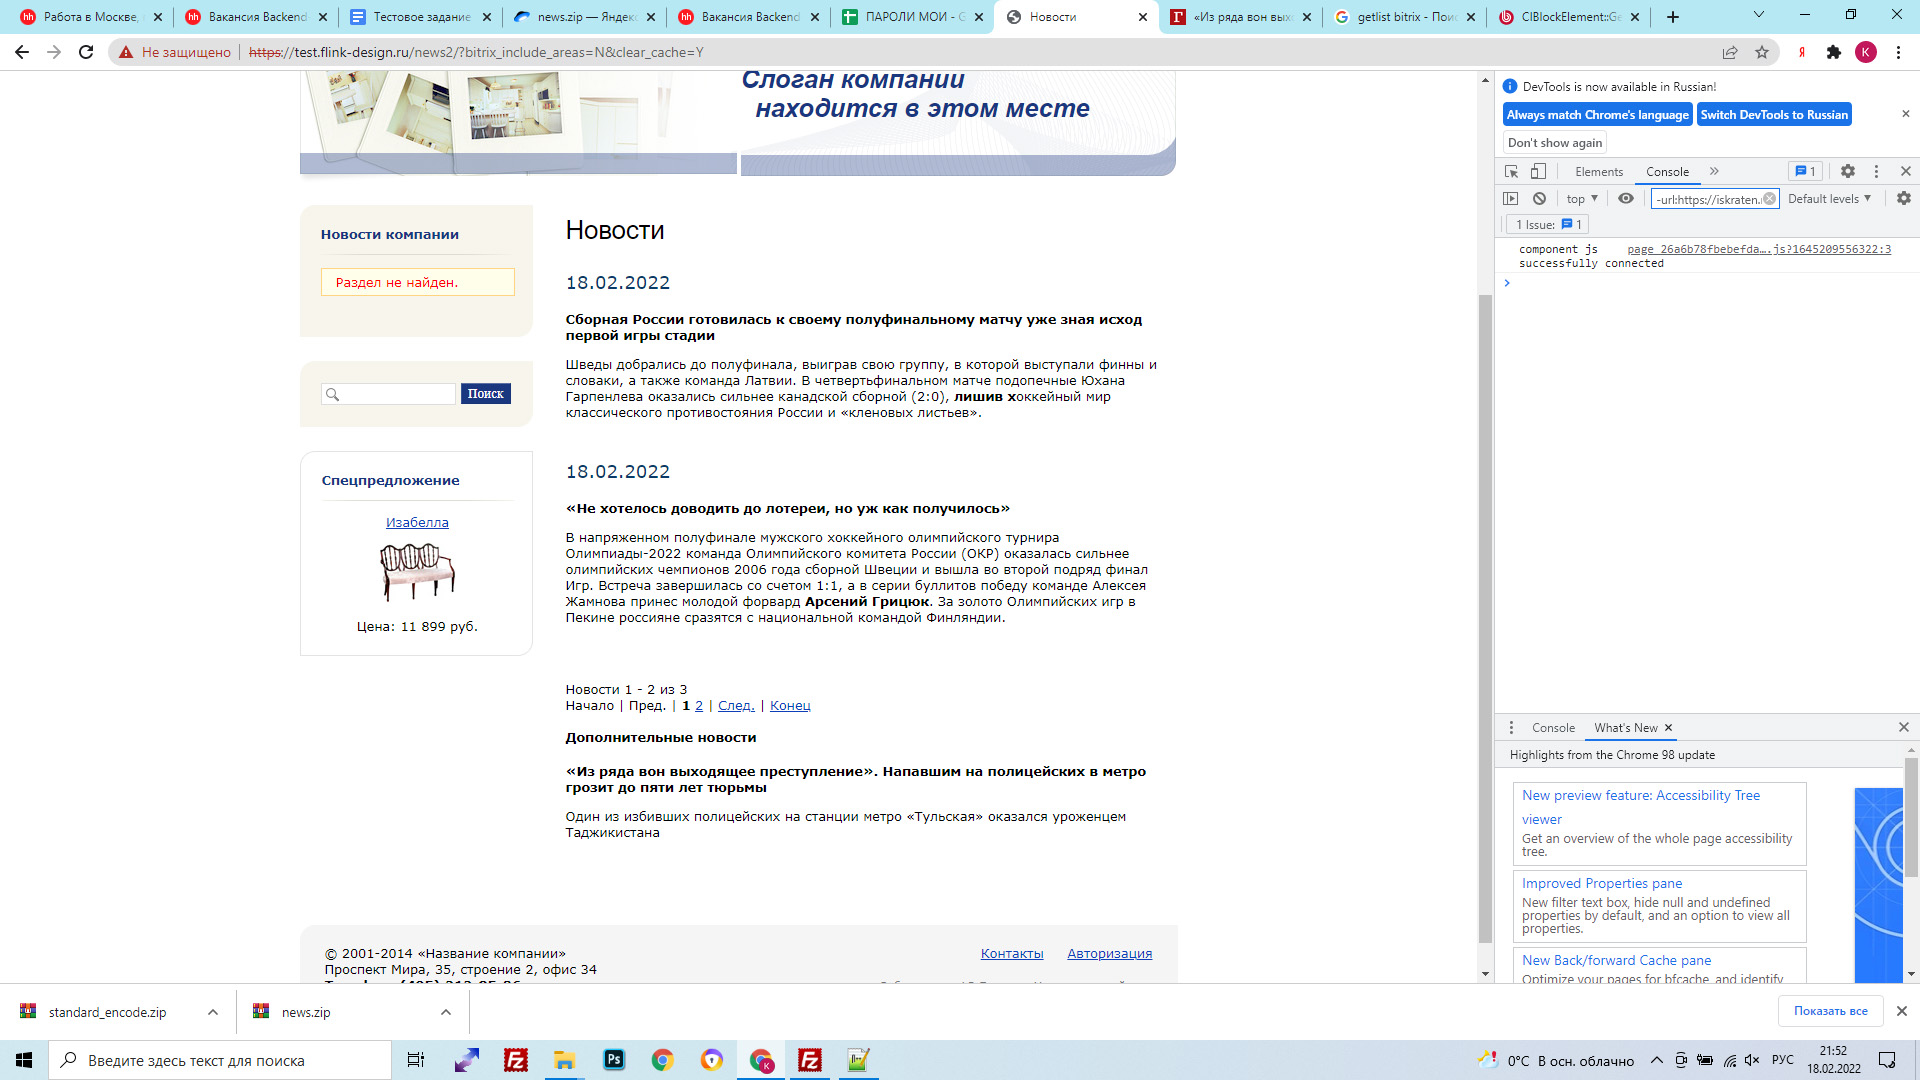 Работа в Москве,
Вакансия Backend
Тестовое задание
news.zip — Яндекс
Вакансия Backend
ПАРОЛИ МОИ - G
Новости
«Из ряда вон вых
getlist bitrix - Пои
CIBlockElement::Ge
Не защищено
https://test.flink-design.ru/news2/?bitrix_include_areas=N&clear_cache=Y
Слоган компании
находится в этом месте
Новости компании
Раздел не найден.
Поиск
Спецпредложение
Изабелла
Цена: 11 899 руб.
Новости
18.02.2022
Сборная России готовилась к своему полуфинальному матчу уже зная исход
первой игры стадии
Шведы добрались до полуфинала, выиграв свою группу, в которой выступали финны и
словаки, а также команда Латвии. В четвертьфинальном матче подопечные Юхана
Гарпенлева оказались сильнее канадской сборной (2:0), лишив хоккейный мир
классического противостояния России и «кленовых листьев».
18.02.2022
«Не хотелось доводить до лотереи, но уж как получилось»
В напряженном полуфинале мужского хоккейного олимпийского турнира
Олимпиады-2022 команда Олимпийского комитета России (ОКР) оказалась сильнее
олимпийских чемпионов 2006 года сборной Швеции и вышла во второй подряд финал
Игр. Встреча завершилась со счетом 1:1, а в серии буллитов победу команде Алексея
Жамнова принес молодой форвард Арсений Грицюк. За золото Олимпийских игр в
Пекине россияне сразятся с национальной командой Финляндии.
Новости 1 - 2 из 3
Начало | Пред. | 1 2 | След. | Конец
Дополнительные новости
«Из ряда вон выходящее преступление». Напавшим на полицейских в метро
грозит до пяти лет тюрьмы
Один из избивших полицейских на станции метро «Тульская» оказался уроженцем
Таджикистана
© 2001-2014 «Название компании»
Проспект Мира, 35, строение 2, офис 34
Контакты
Авторизация
DevTools is now available in Russian!
Always match Chrome's language
Switch DevTools to Russian
Don't show again
Elements
Console
1
top
-url:https://iskraten.
Default levels
1 Issue: 1
component js
successfully connected
page_26a6b78fbebefda….js?1645209556322:3
Console
What's New
Highlights from the Chrome 98 update
New preview feature: Accessibility Tree
viewer
Get an overview of the whole page accessibility
tree.
Improved Properties pane
New filter text box, hide null and undefined
properties by default, and an option to view all
properties.
New Back/forward Cache pane
Optimize your pages for bfcache, and identify
standard_encode.zip
news.zip
Показать все
Введите здесь текст для поиска
0°C В осн. облачно
РУС
21:52
18.02.2022